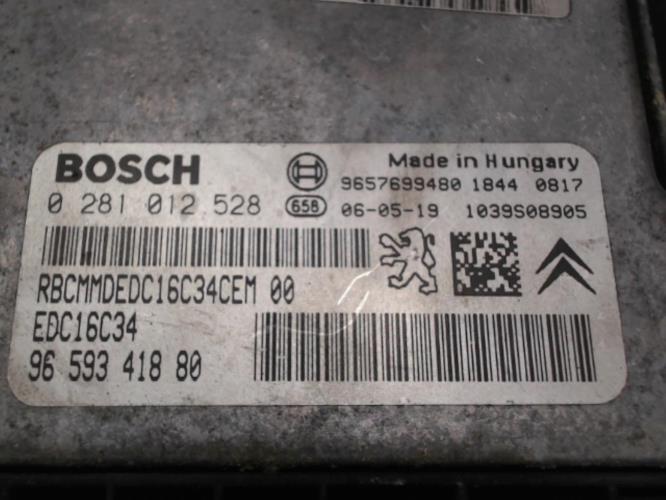 BOSCH
Made in Hungary
9657699480 1844 0817
0 281 012 528 656 06-05-19 1039S08905
RBCMMDEDC16C34CEM 00
EDC16C34
96 593 418 80